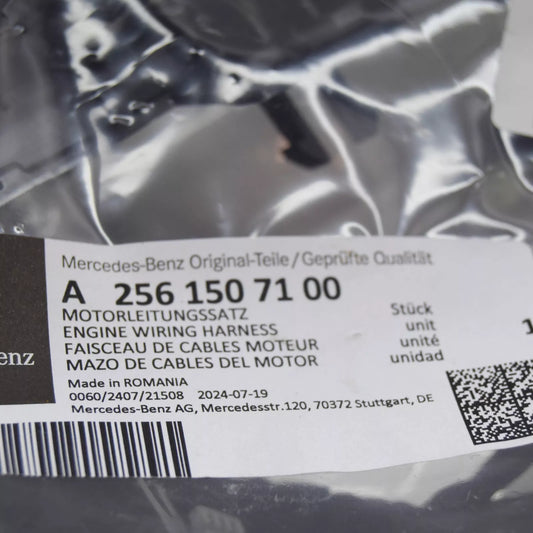 Mercedes-Benz Original-Teile/Geprüfte Qualität
A 256 150 71 00
MOTORLEITUNGSSATZ Stück
ENGINE WIRING HARNESS unit 1
FAISCEAU DE CABLES MOTEUR unité
MAZO DE CABLES DEL MOTOR unidad
enz
Made in ROMANIA
0060/2407/21508 2024-07-19
Mercedes-Benz AG, Mercedesstr.120, 70372 Stuttgart, DE